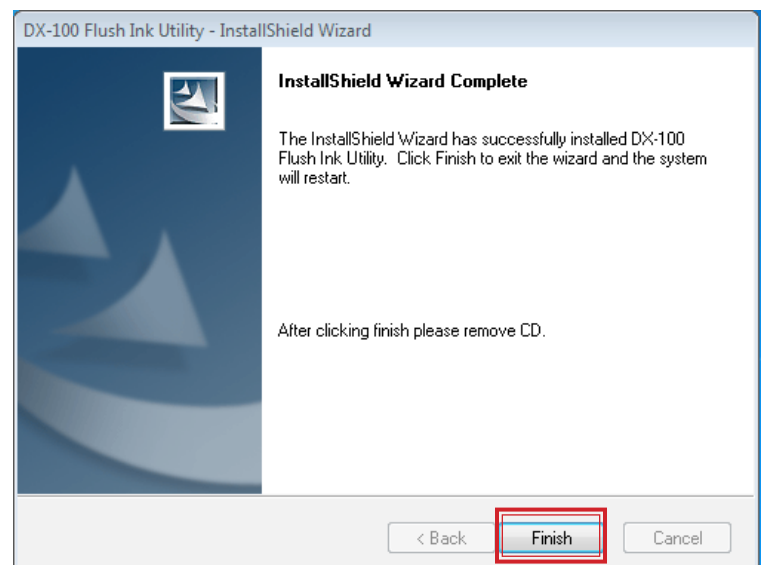 DX-100 Flush Ink Utility - InstallShield Wizard
InstallShield Wizard Complete
The InstallShield Wizard has successfully installed DX-100
Flush Ink Utility. Click Finish to exit the wizard and the system
will restart.
After clicking finish please remove CD.
< Back
Finish
Cancel